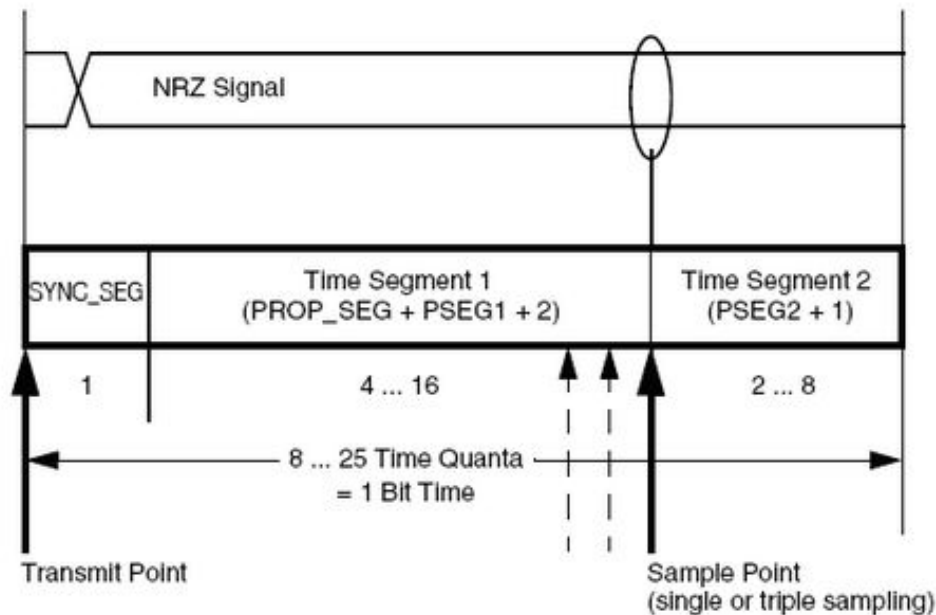 NRZ Signal
SYNC_SEG
Time Segment 1
(PROP_SEG + PSEG1 + 2)
Time Segment 2
(PSEG2 + 1)
1
4 ... 16
2 ... 8
8 ... 25 Time Quanta
= 1 Bit Time
Transmit Point
Sample Point
(single or triple sampling)